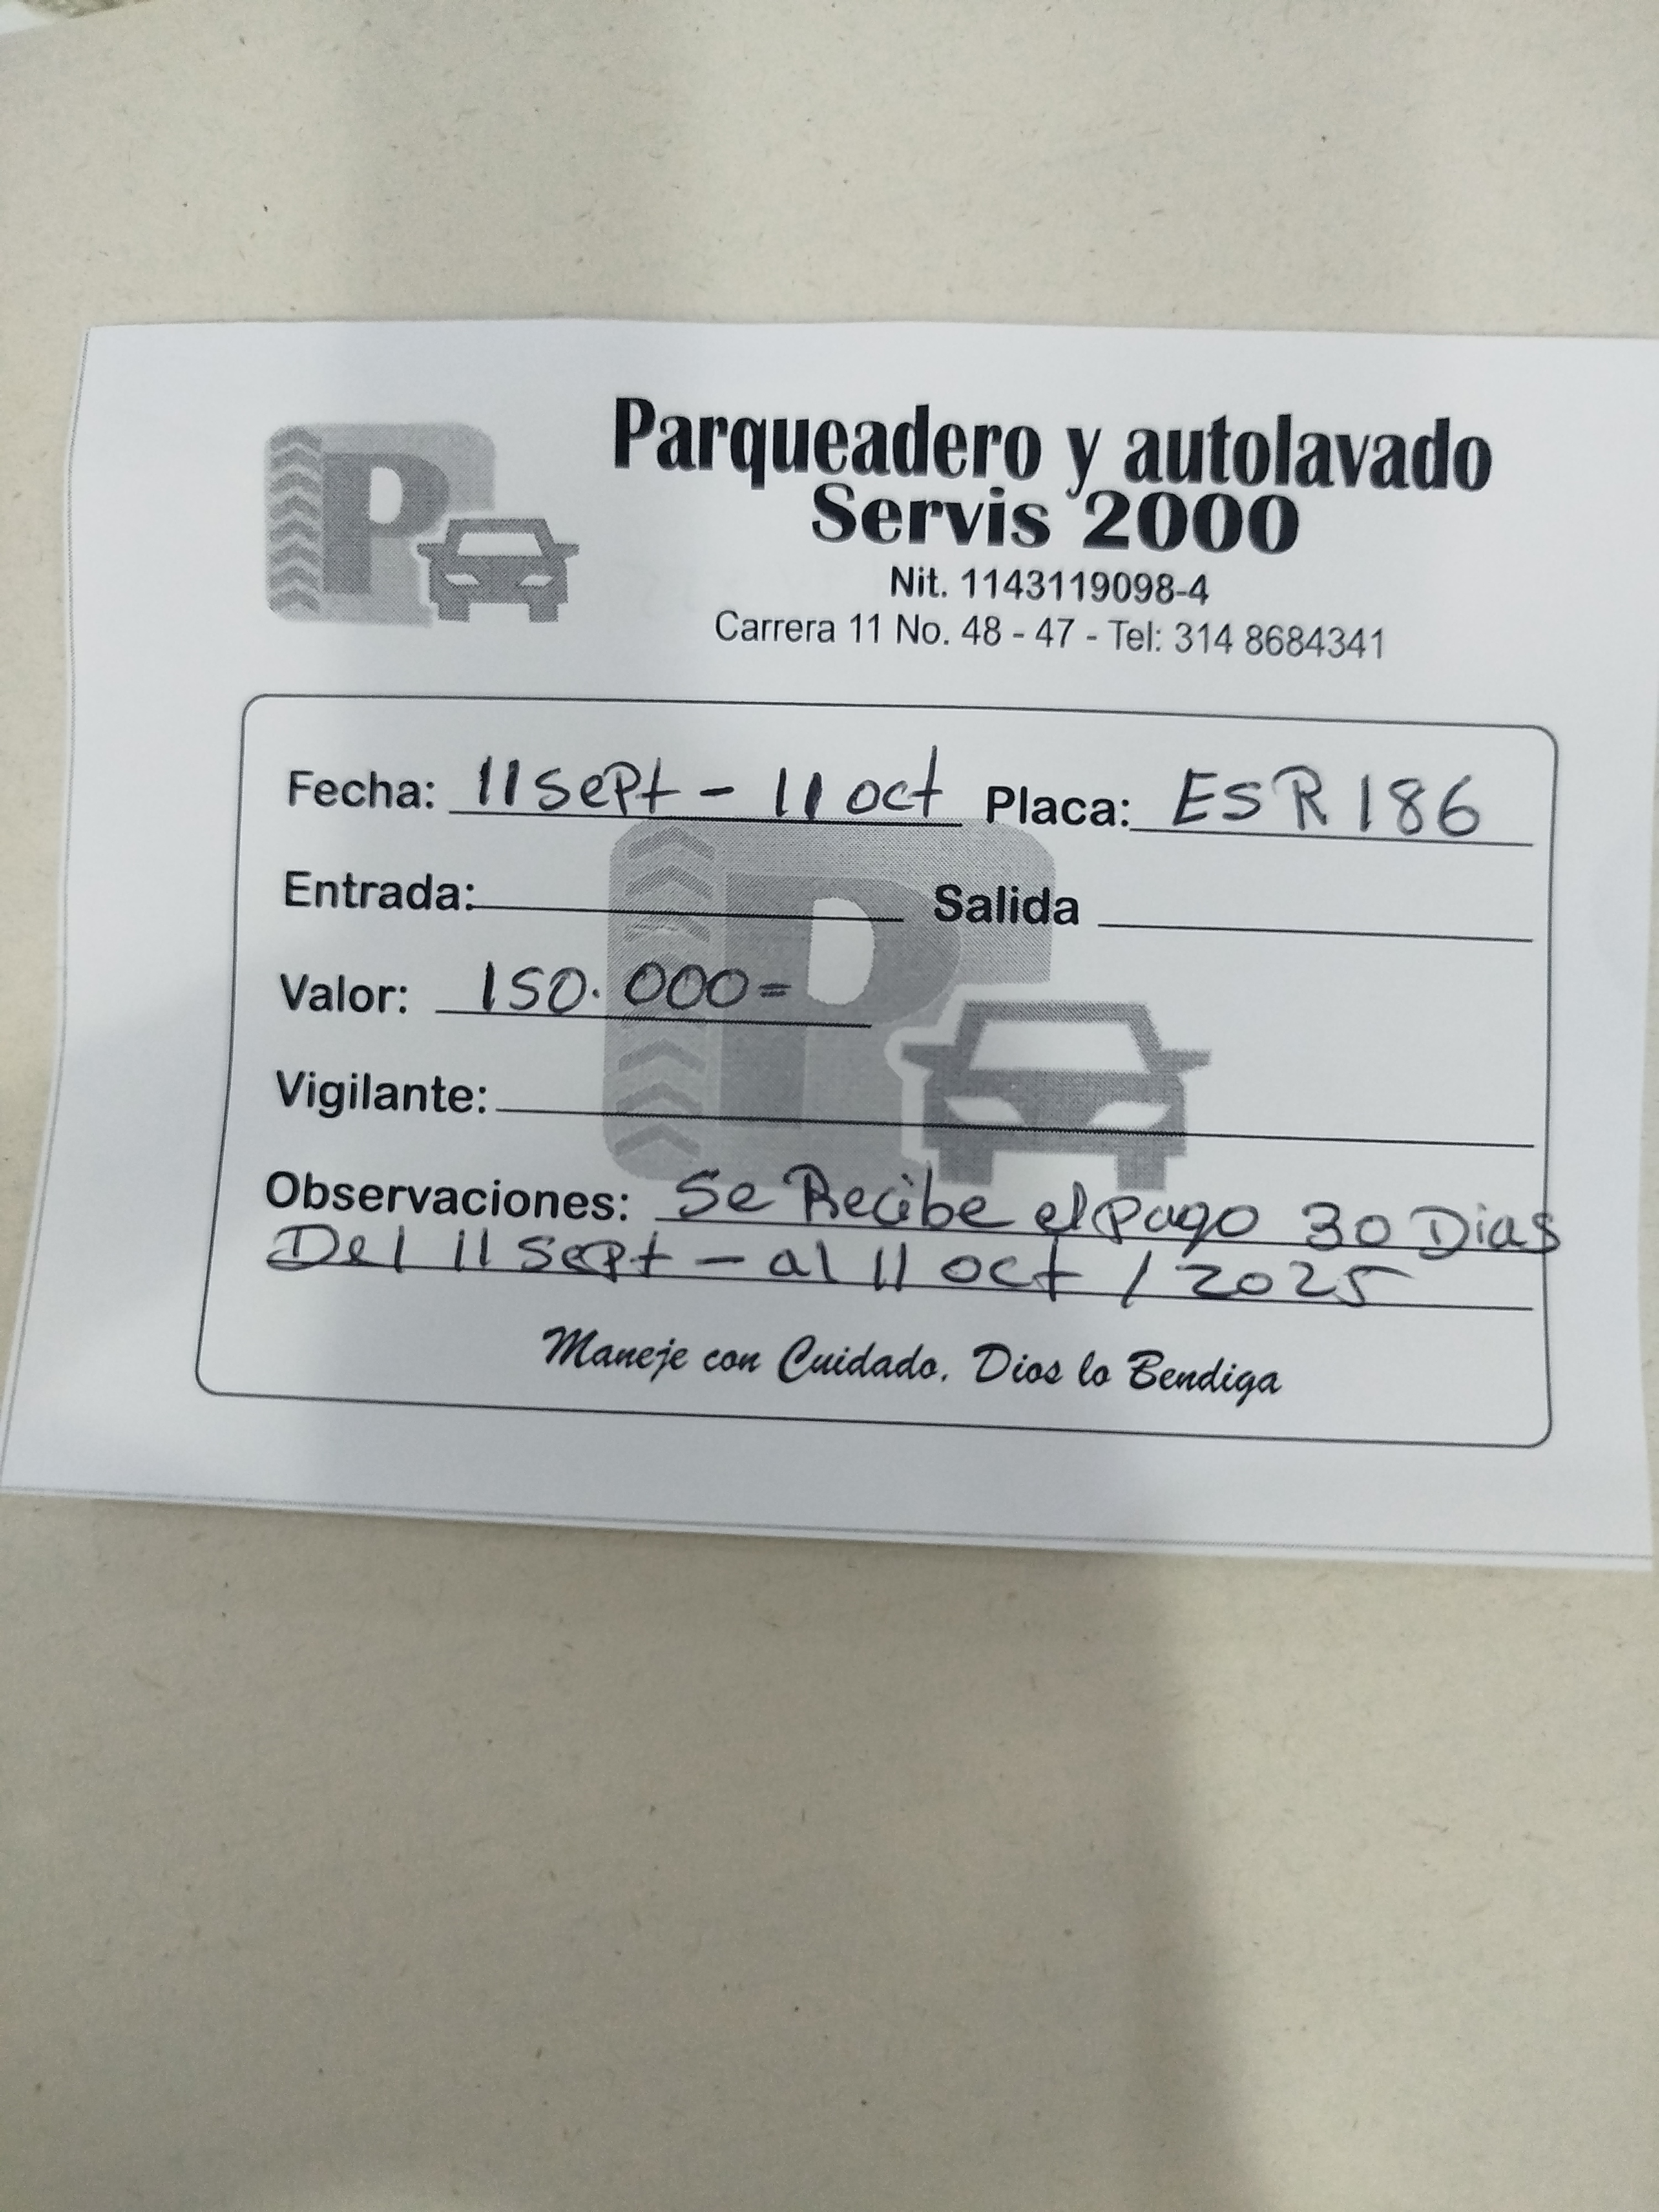 P
Parqueadero y autolavado
Servis 2000
Nit. 1143119098-4
Carrera 11 No. 48 - 47 - Tel: 314 8684341
Fecha: 11 sept - 11 oct Placa: ESR 186
Entrada: Salida
Valor: 150.000=
Vigilante:
Observaciones: Se Recibe el pago 30 Dias
Del 11 Sept - al 11 oct / 2025
Maneje con Cuidado. Dios lo Bendiga